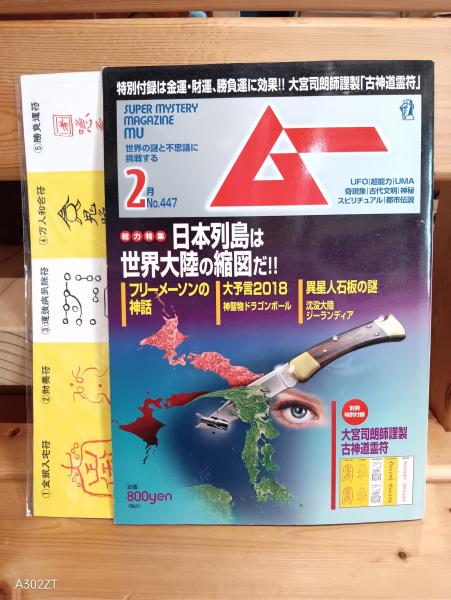 特別付録は金運・財運、勝負運に効果!! 大宮司朗師謹製「古神道霊符」
SUPER MYSTERY
MAGAZINE
MU
世界の謎と不思議に
挑戦する
2月
No.447
ムー
UFO|超能力|UMA
奇現象|古代文明|神秘
スピリチュアル|都市伝説
総力特集
日本列島は
世界大陸の縮図だ!!
フリーメーソンの
神話
大予言2018
神聖物ドラゴンボール
異星人石板の謎
沈没大陸
ジーランディア
別冊
特別付録
大宮司朗師謹製
古神道霊符
定価
800yen
(税込)
⑤勝負運符
④万人和合符
③運強病気除符
②財養符
①金銀入宅符
A302ZT